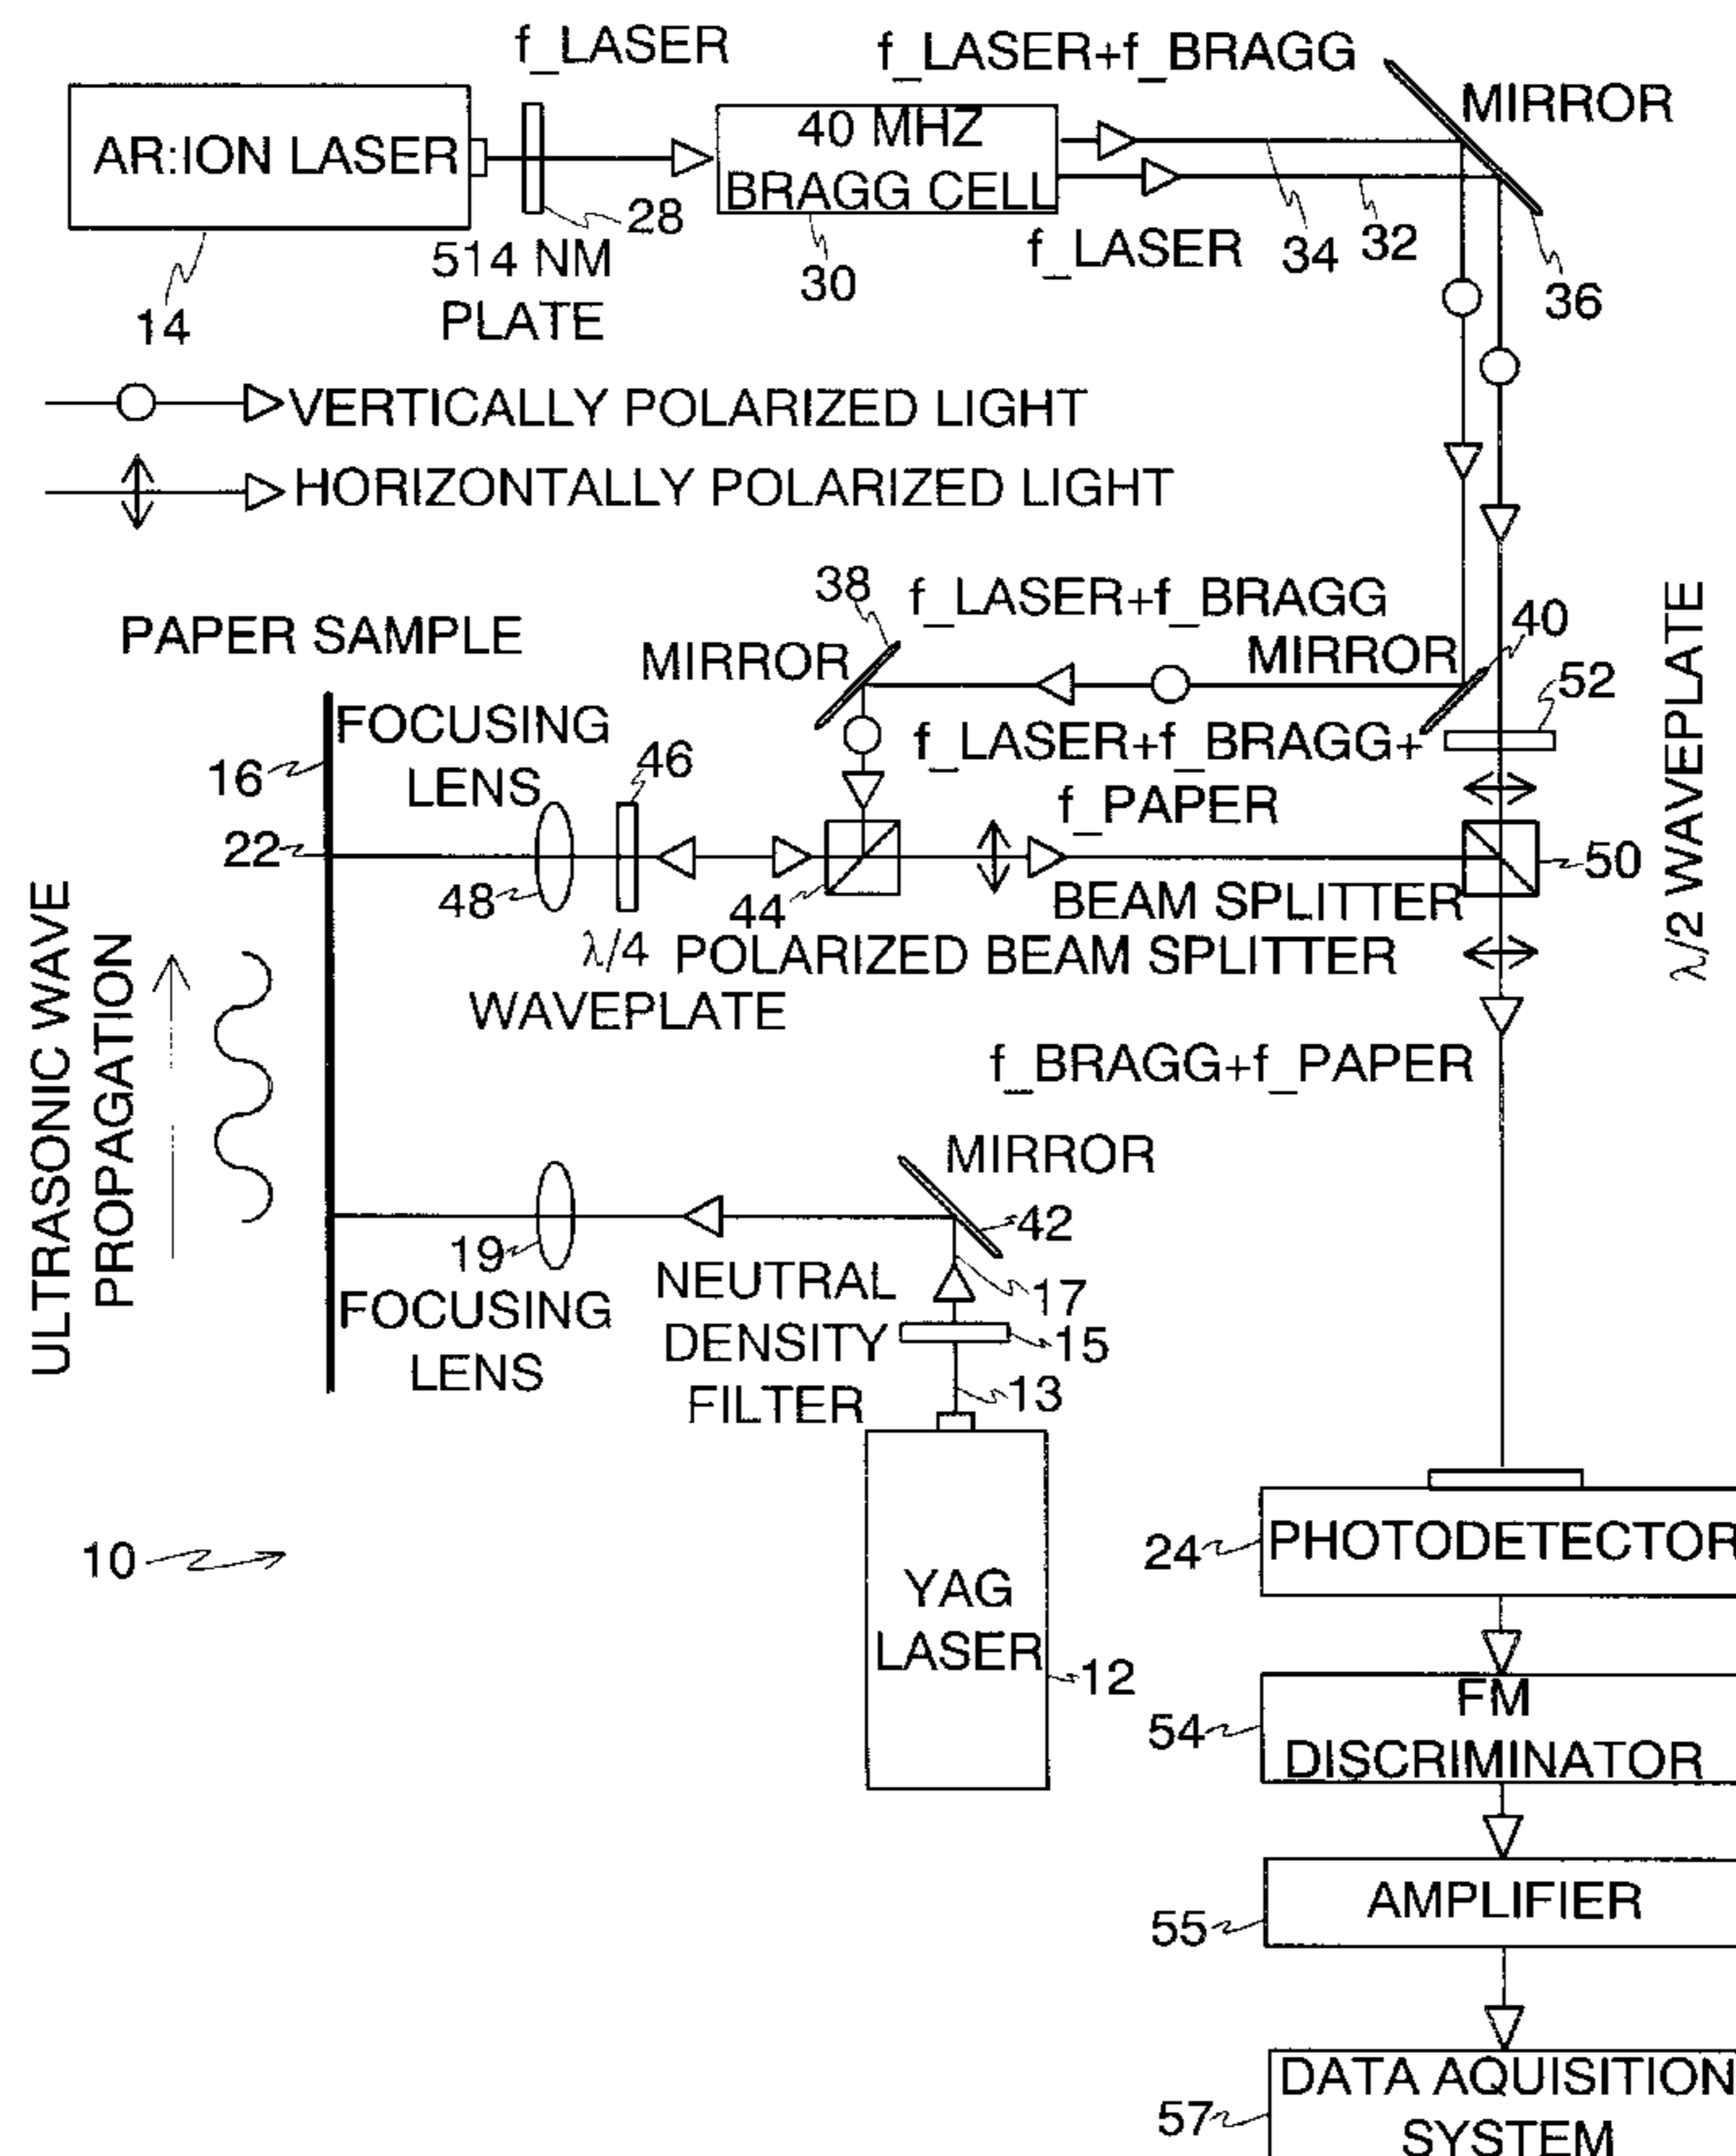 f_LASER
f_LASER+f_BRAGG
MIRROR
AR:ION LASER
40 MHZ
BRAGG CELL
28
514 NM
PLATE
30
f_LASER
34
32
36
14
VERTICALLY POLARIZED LIGHT
HORIZONTALLY POLARIZED LIGHT
38
f_LASER+f_BRAGG
40
PAPER SAMPLE
MIRROR
MIRROR
52
λ/2 WAVEPLATE
FOCUSING
LENS
16
46
f_LASER+f_BRAGG+
f_PAPER
22
48
44
50
BEAM SPLITTER
λ/4
WAVEPLATE
POLARIZED BEAM SPLITTER
ULTRASONIC WAVE
PROPAGATION
f_BRAGG+f_PAPER
MIRROR
42
19
FOCUSING
LENS
NEUTRAL
DENSITY
FILTER
17
15
13
10
YAG
LASER
12
24
PHOTODETECTOR
54
FM
DISCRIMINATOR
55
AMPLIFIER
57
DATA AQUISITION
SYSTEM